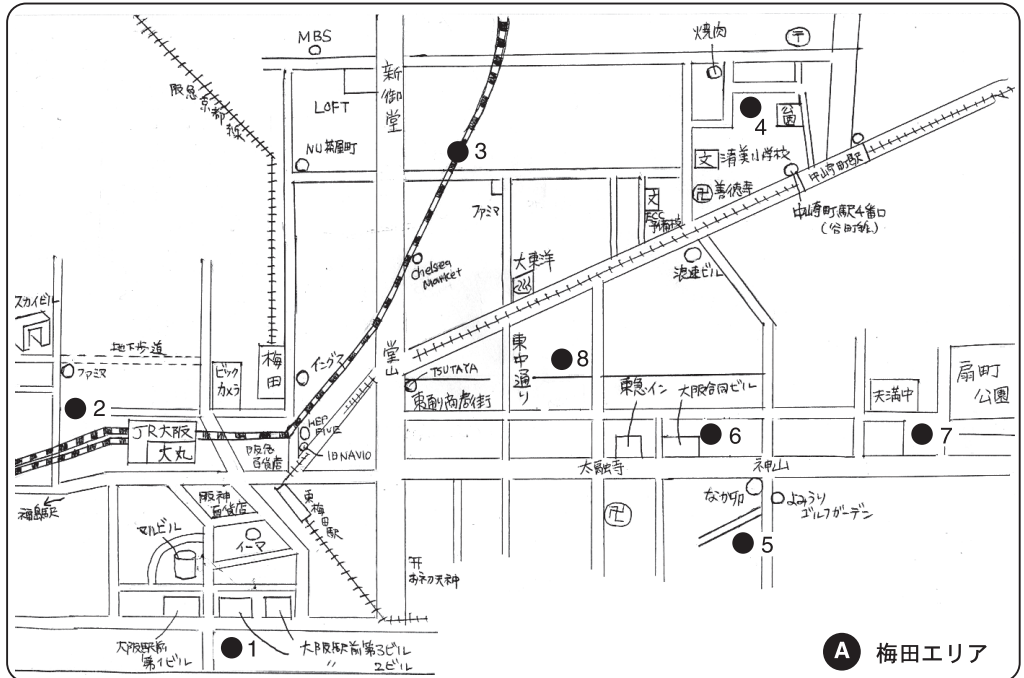 MBS
焼肉
〒
新御堂
阪急京都線
LOFT
NU茶屋町
3
4
公園
文 清美小学校
卍 善徳寺
中崎町駅
中崎町駅4番口
(谷町線)
ファミマ
文
ECC
予備校
Chelsea
Market
大東洋
浪速ビル
スカイビル
地下歩道
ファミマ
2
ビック
カメラ
梅田
イングス
堂山
TSUTAYA
東通り商店街
東中通り
8
東急イン
大阪合同ビル
天満中
扇町
公園
JR大阪
大丸
HEP
FIVE
阪急
百貨店
旧NAVIO
6
7
太融寺
神山
福島駅
阪神
百貨店
東梅田駅
マルビル
イーマ
卍
なか卯
よみうり
ゴルフガーデン
5
お初天神
大阪駅前
第1ビル
1
大阪駅前第3ビル
〃 2ビル
A 梅田エリア